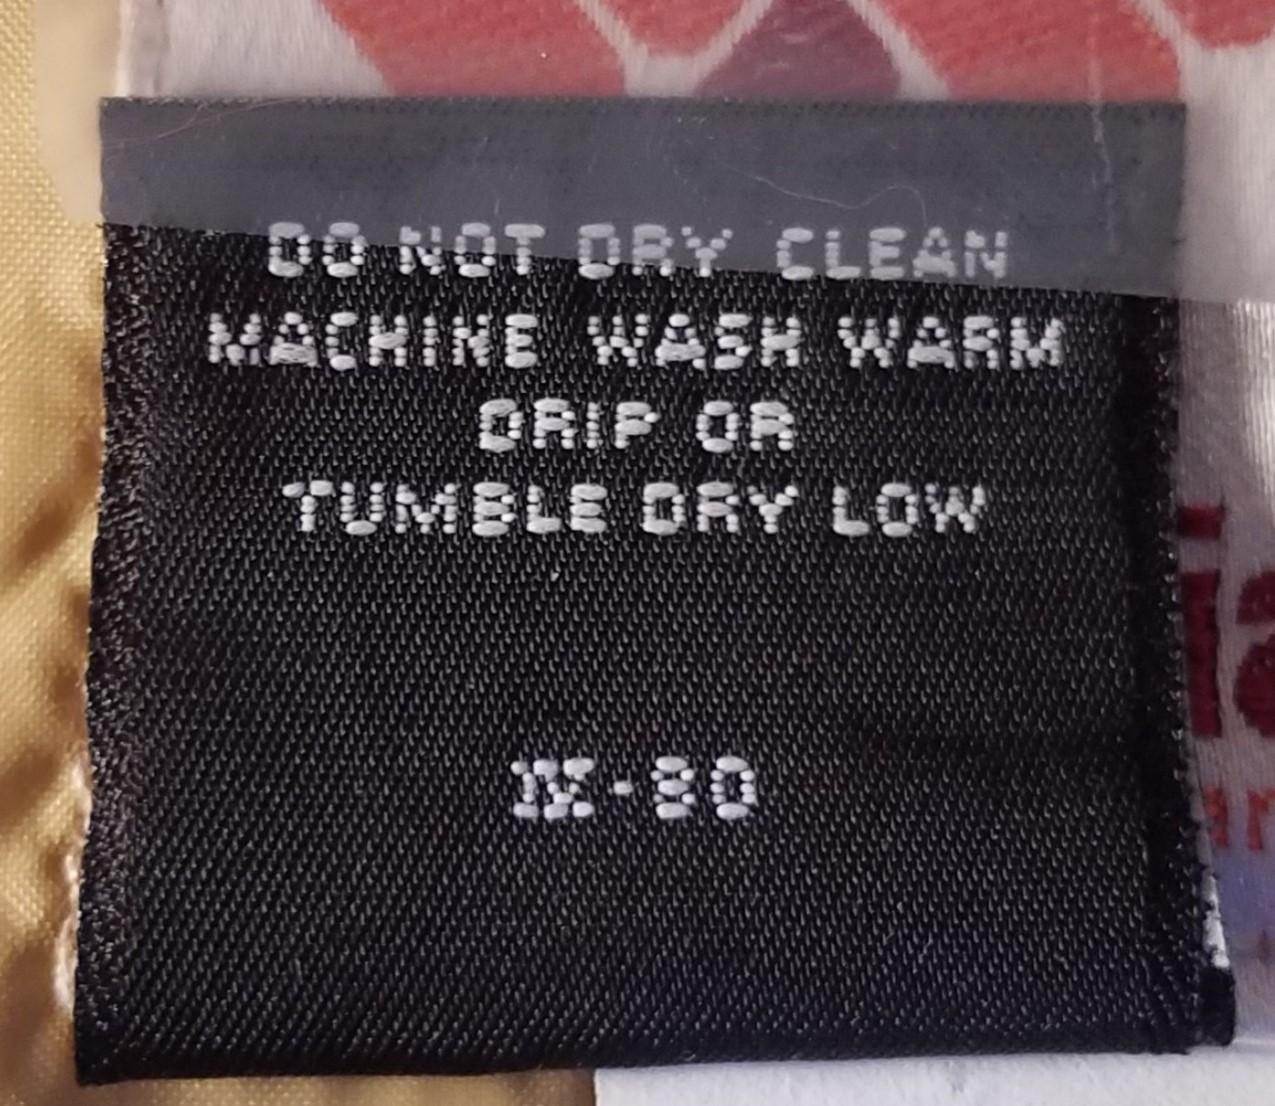 DO NOT DRY CLEAN
MACHINE WASH WARM
DRIP OR
TUMBLE DRY LOW
IX-80